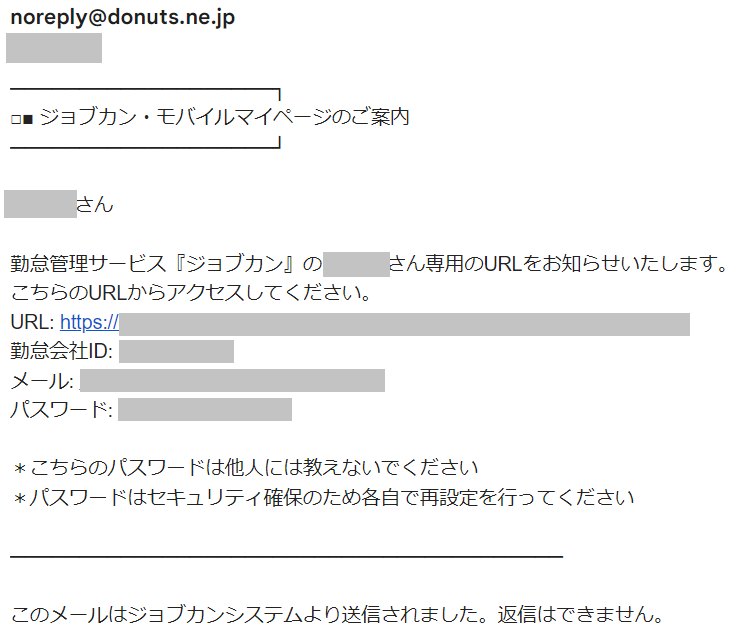 noreply@donuts.ne.jp
□■ ジョブカン・モバイルマイページのご案内
さん
勤怠管理サービス『ジョブカン』の さん専用のURLをお知らせいたします。
こちらのURLからアクセスしてください。
URL: https://
勤怠会社ID:
メール:
パスワード:
＊こちらのパスワードは他人には教えないでください
＊パスワードはセキュリティ確保のため各自で再設定を行ってください
このメールはジョブカンシステムより送信されました。返信はできません。